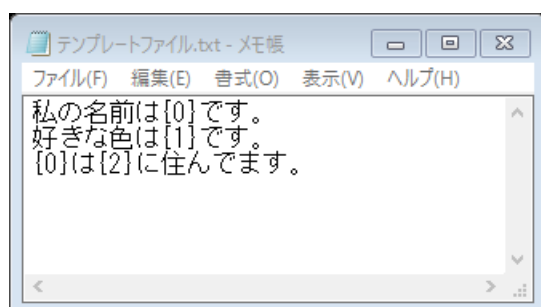 テンプレートファイル.txt - メモ帳
ファイル(F) 編集(E) 書式(O) 表示(V) ヘルプ(H)
私の名前は{0}です。
好きな色は{1}です。
{0}は{2}に住んでます。